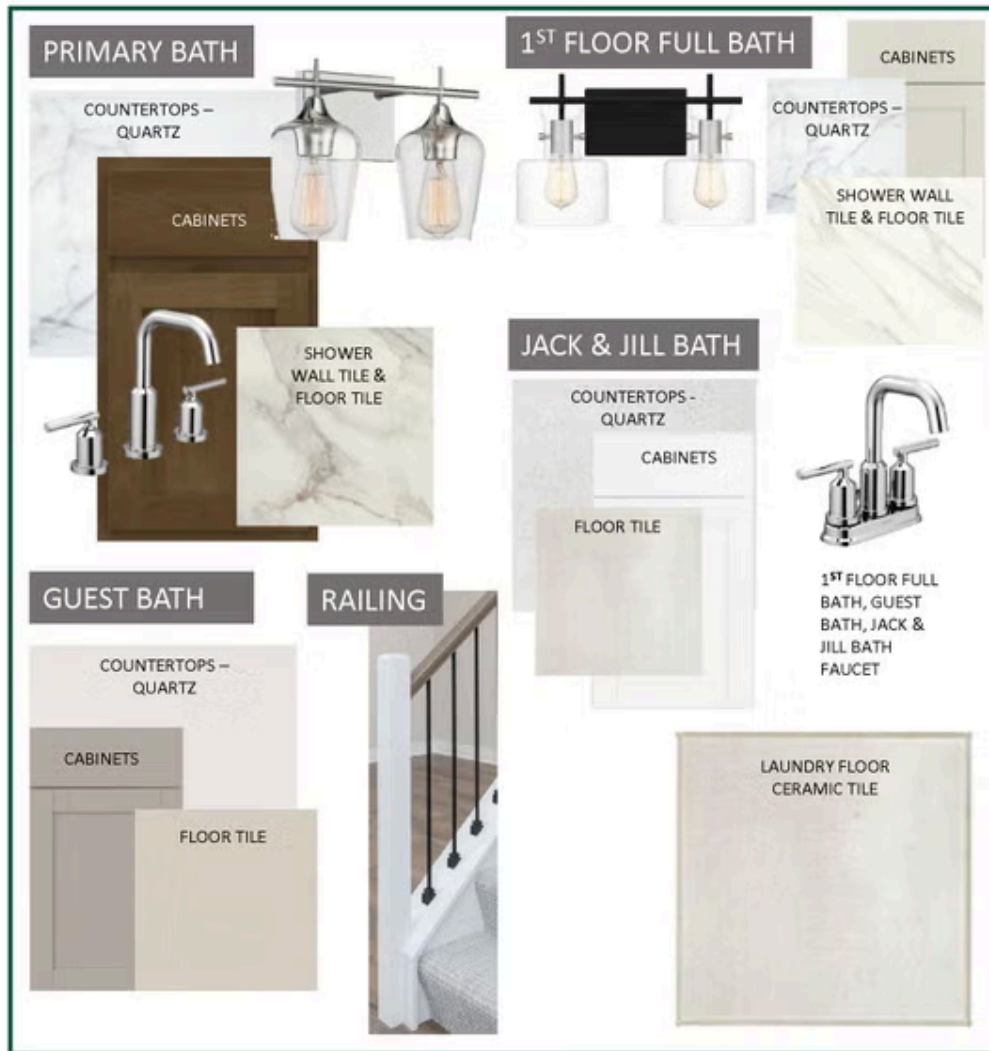 PRIMARY BATH
COUNTERTOPS –
QUARTZ
CABINETS
SHOWER
WALL TILE &
FLOOR TILE
1ST FLOOR FULL BATH
CABINETS
COUNTERTOPS –
QUARTZ
SHOWER WALL
TILE & FLOOR TILE
JACK & JILL BATH
COUNTERTOPS -
QUARTZ
CABINETS
FLOOR TILE
1ST FLOOR FULL
BATH, GUEST
BATH, JACK &
JILL BATH
FAUCET
GUEST BATH
COUNTERTOPS –
QUARTZ
CABINETS
FLOOR TILE
RAILING
LAUNDRY FLOOR
CERAMIC TILE